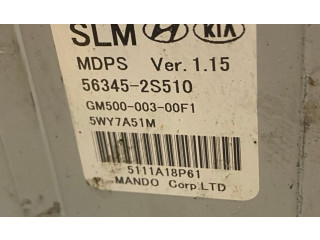 SLM KIA
MDPS Ver. 1.15
56345-2S510
GM500-003-00F1
5WY7A51M
5111A18P61
MANDO Corp.LTD